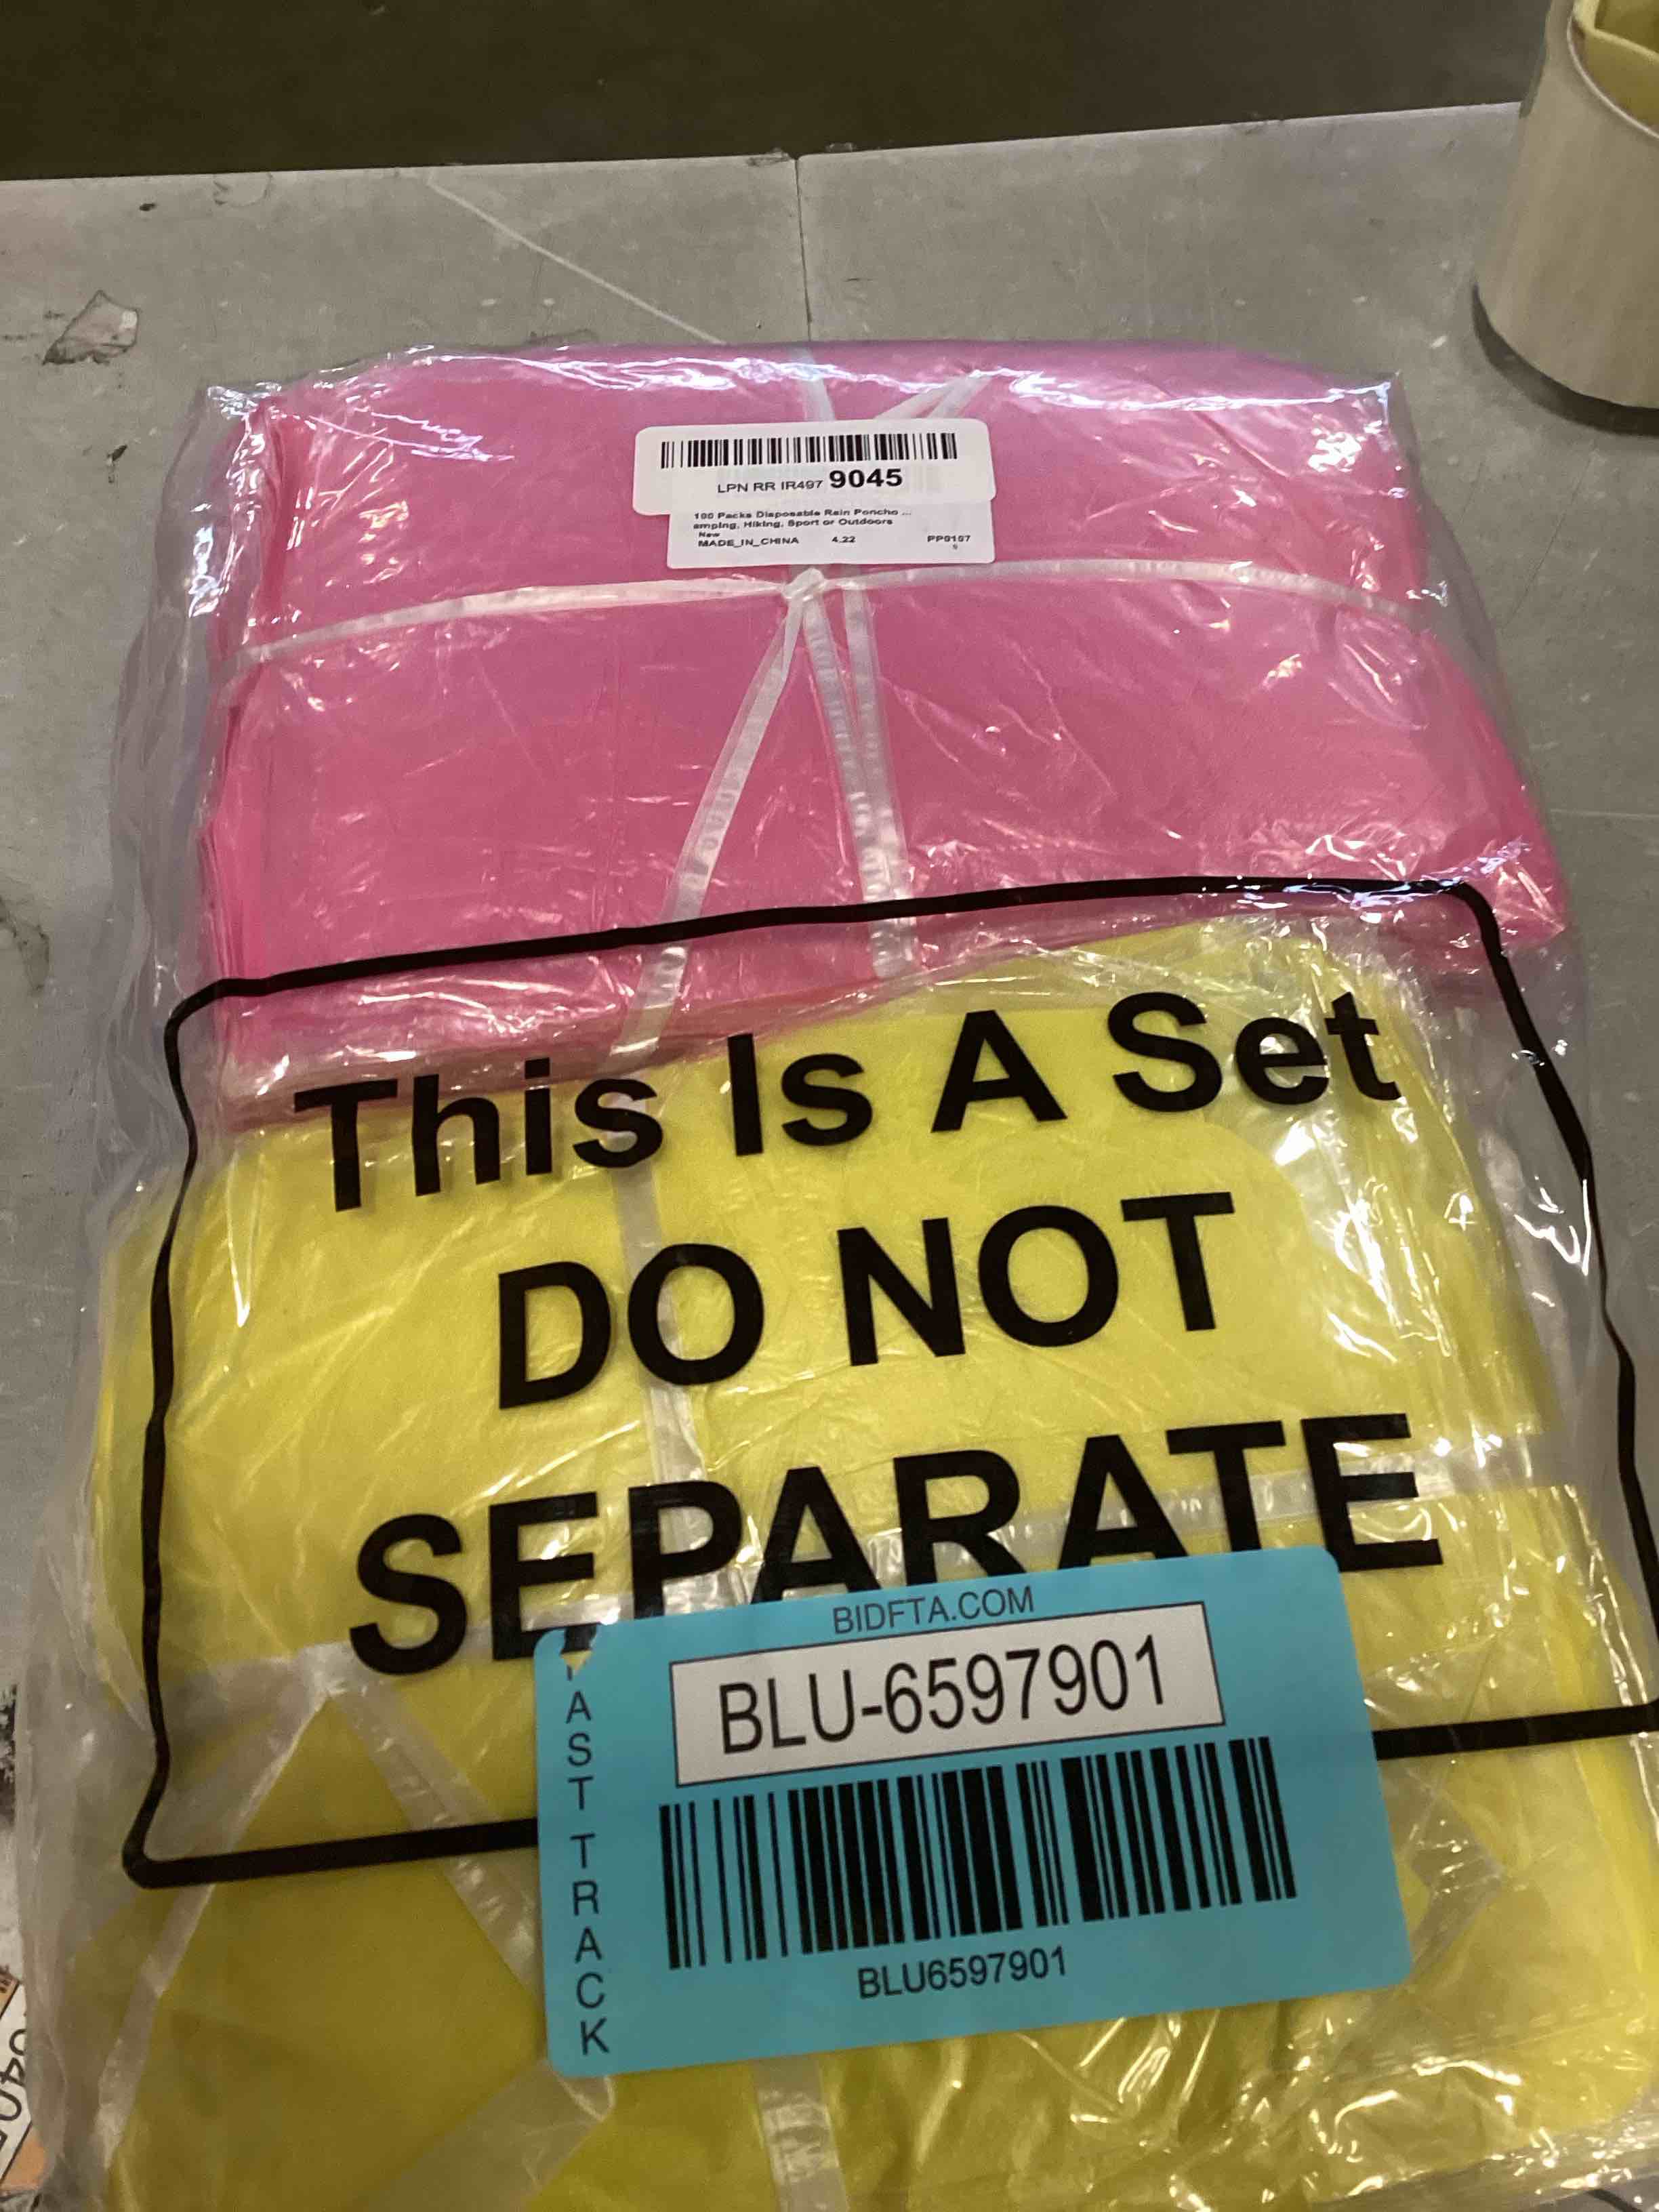 LPN RR IR497 9045
100 Packs Disposable Rain Poncho ...
amping, Hiking, Sport or Outdoors
New
MADE_IN_CHINA 4.22 PP0107
This Is A Set
DO NOT
SEPARATE
BIDFTA.COM
BLU-6597901
FAST TRACK
BLU6597901